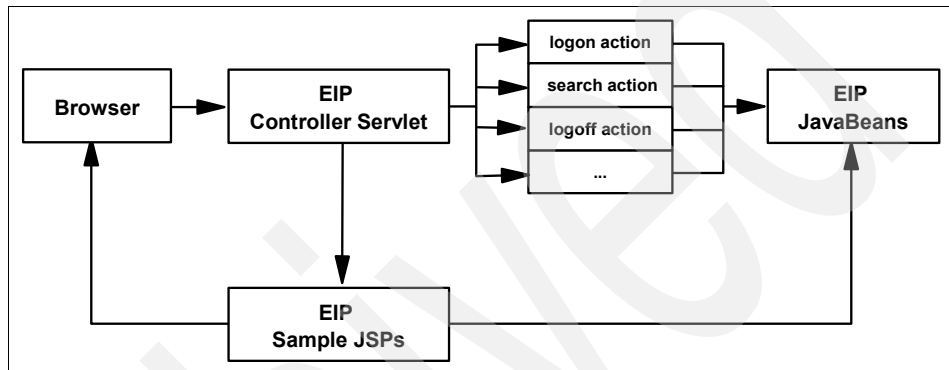 Browser
EIP
Controller Servlet
logon action
search action
logoff action
...
EIP
JavaBeans
EIP
Sample JSPs